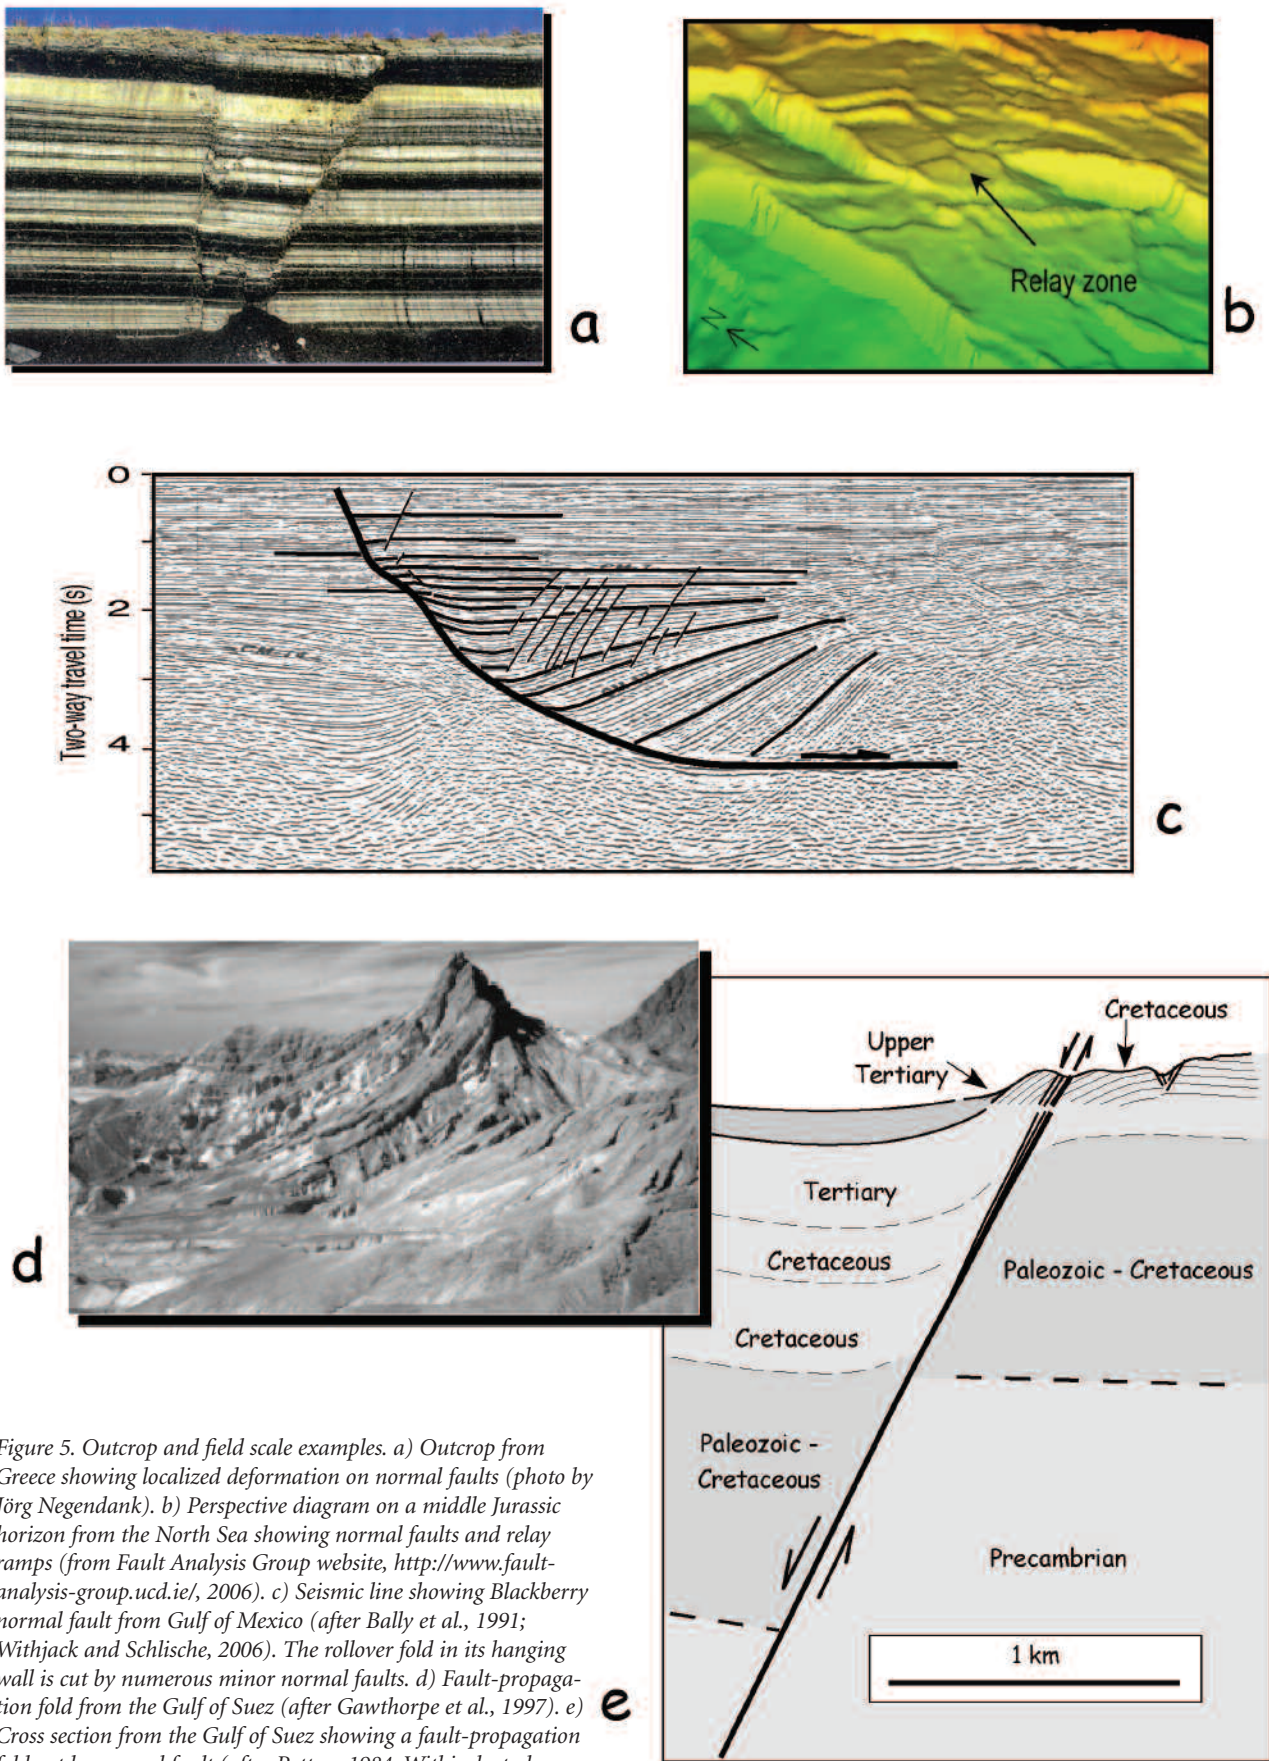 a
Relay zone
N
b
0
2
4
Two-way travel time (s)
c
d
Cretaceous
Upper
Tertiary
Tertiary
Cretaceous
Paleozoic - Cretaceous
Cretaceous
Paleozoic -
Cretaceous
Precambrian
1 km
e
Figure 5. Outcrop and field scale examples. a) Outcrop from
Greece showing localized deformation on normal faults (photo by
Jörg Negendank). b) Perspective diagram on a middle Jurassic
horizon from the North Sea showing normal faults and relay
ramps (from Fault Analysis Group website, http://www.fault-
analysis-group.ucd.ie/, 2006). c) Seismic line showing Blackberry
normal fault from Gulf of Mexico (after Bally et al., 1991;
Withjack and Schlische, 2006). The rollover fold in its hanging
wall is cut by numerous minor normal faults. d) Fault-propaga-
tion fold from the Gulf of Suez (after Gawthorpe et al., 1997). e)
Cross section from the Gulf of Suez showing a fault-propagation